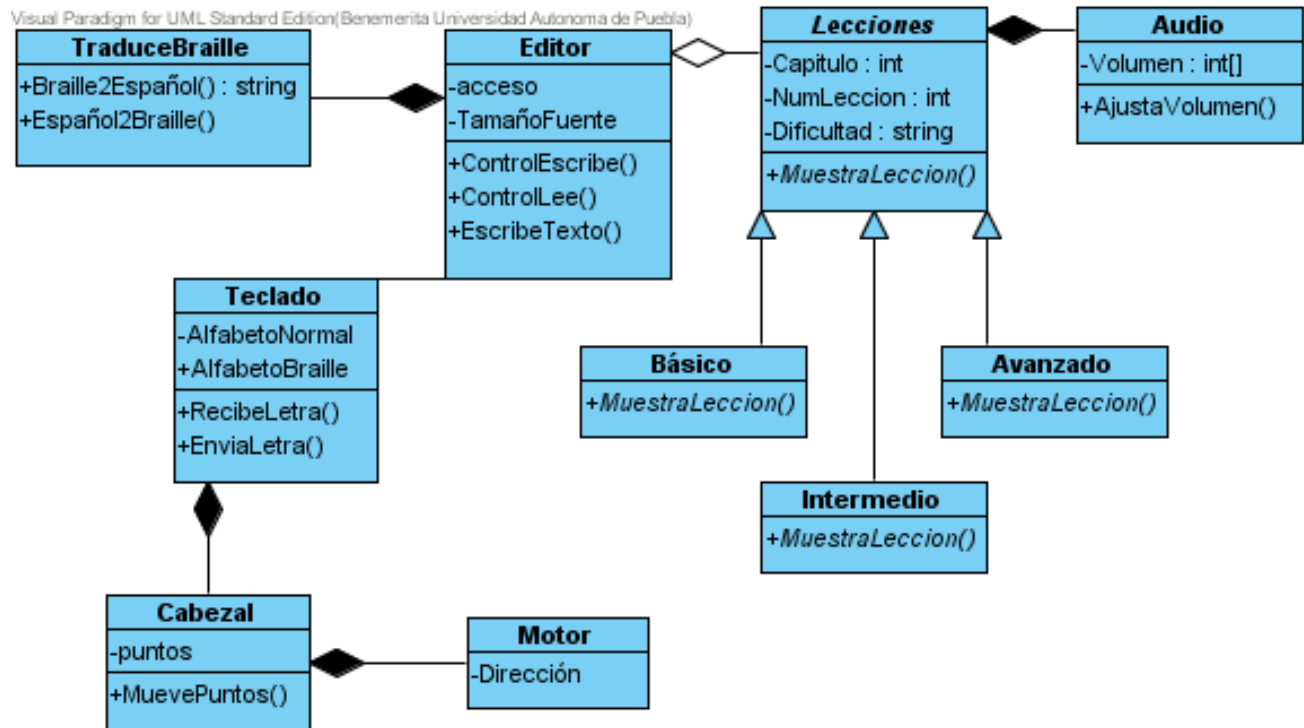 Visual Paradigm for UML Standard Edition(Benemerita Universidad Autonoma de Puebla)
TraduceBraille
+Braille2Español() : string
+Español2Braille()
Editor
-acceso
-TamañoFuente
+ControlEscribe()
+ControlLee()
+EscribeTexto()
Lecciones
-Capitulo : int
-NumLeccion : int
-Dificultad : string
+MuestraLeccion()
Audio
-Volumen : int[]
+AjustaVolumen()
Teclado
-AlfabetoNormal
+AlfabetoBraille
+RecibeLetra()
+EnviaLetra()
Básico
+MuestraLeccion()
Avanzado
+MuestraLeccion()
Intermedio
+MuestraLeccion()
Cabezal
-puntos
+MuevePuntos()
Motor
-Dirección